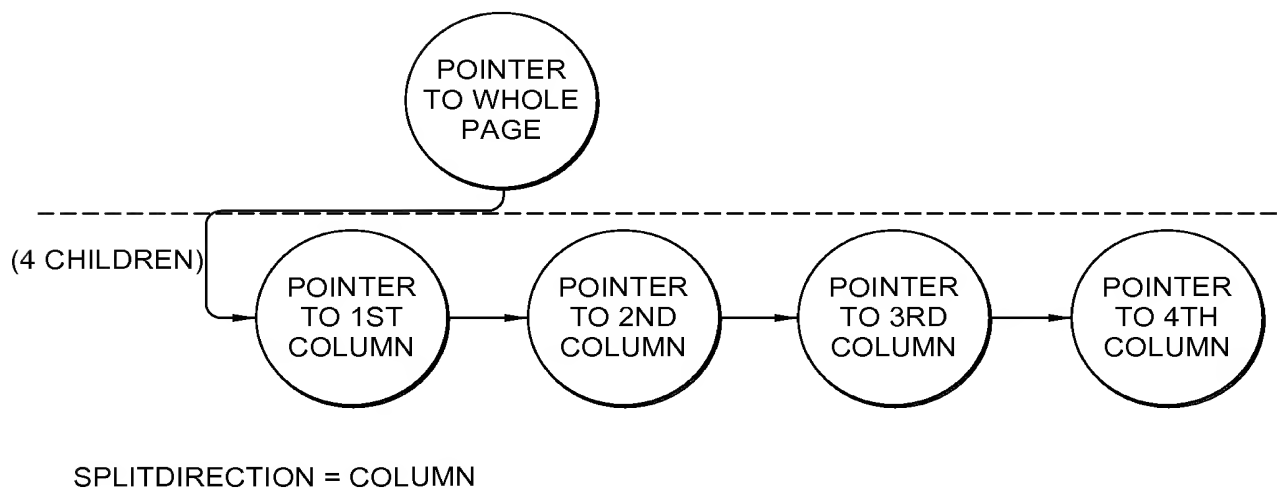 POINTER
TO WHOLE
PAGE
(4 CHILDREN)
POINTER
TO 1ST
COLUMN
POINTER
TO 2ND
COLUMN
POINTER
TO 3RD
COLUMN
POINTER
TO 4TH
COLUMN
SPLITDIRECTION = COLUMN